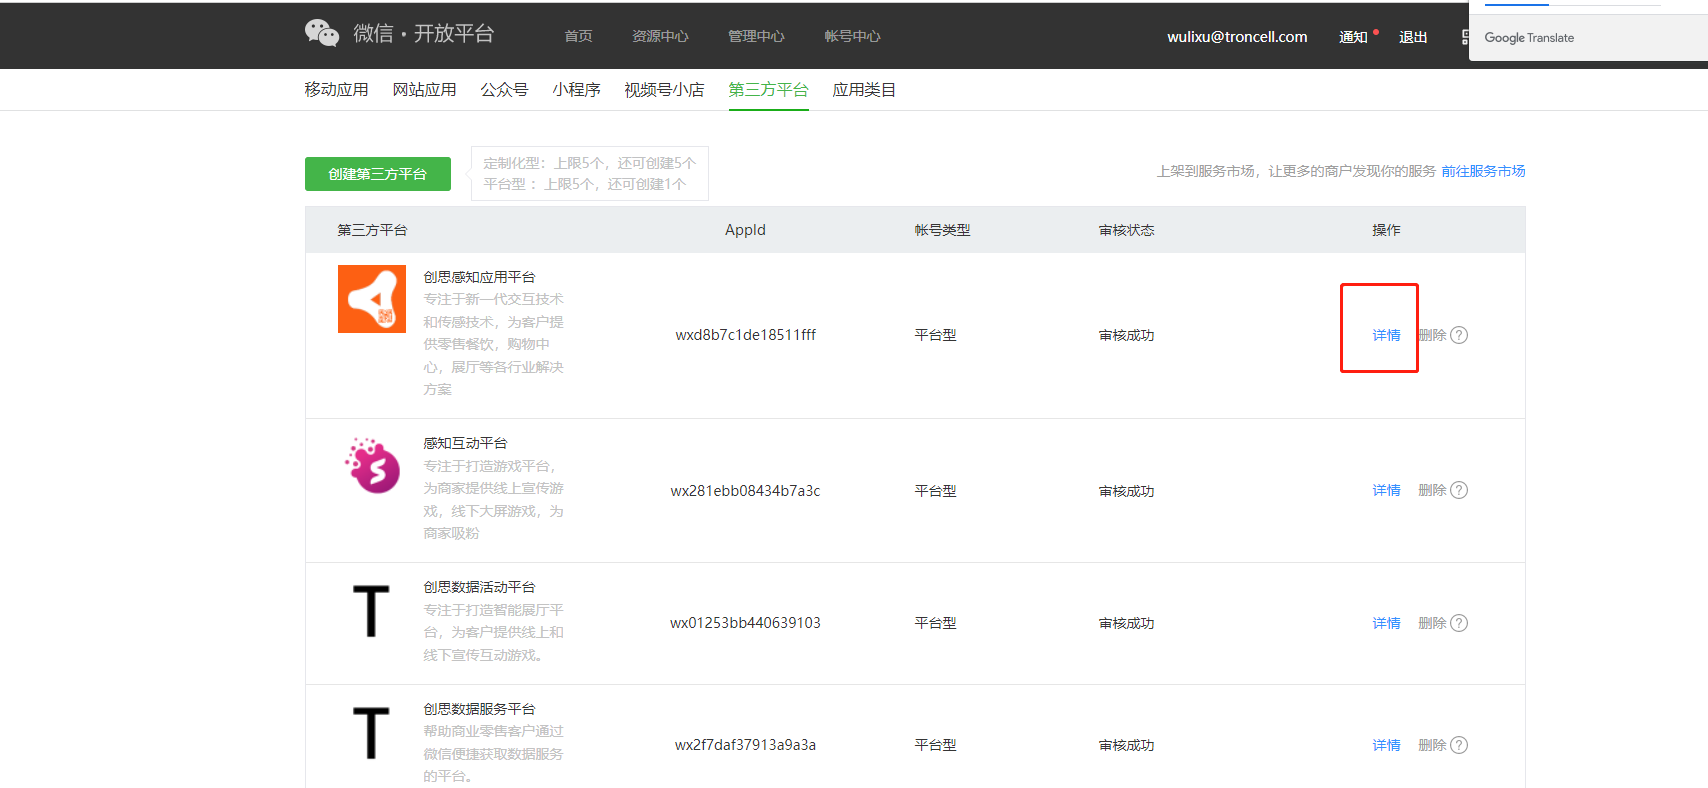 微信·开放平台
首页 资源中心 管理中心 帐号中心
wulixu@troncell.com 通知 退出
Google Translate
移动应用 网站应用 公众号 小程序 视频号小店 第三方平台 应用类目
创建第三方平台
定制化型：上限5个，还可创建5个
平台型 ：上限5个，还可创建1个
上架到服务市场，让更多的商户发现你的服务 前往服务市场
第三方平台 AppId 帐号类型 审核状态 操作
创思感知应用平台
专注于新一代交互技术
和传感技术，为客户提
供零售餐饮，购物中
心，展厅等各行业解决
方案
wxd8b7c1de18511fff 平台型 审核成功 详情 删除 ?
感知互动平台
专注于打造游戏平台，
为商家提供线上宣传游
戏，线下大屏游戏，为
商家吸粉
wx281ebb08434b7a3c 平台型 审核成功 详情 删除 ?
创思数据活动平台
专注于打造智能展厅平
台，为客户提供线上和
线下宣传互动游戏。
wx01253bb440639103 平台型 审核成功 详情 删除 ?
创思数据服务平台
帮助商业零售客户通过
微信便捷获取数据服务
的平台。
wx2f7daf37913a9a3a 平台型 审核成功 详情 删除 ?